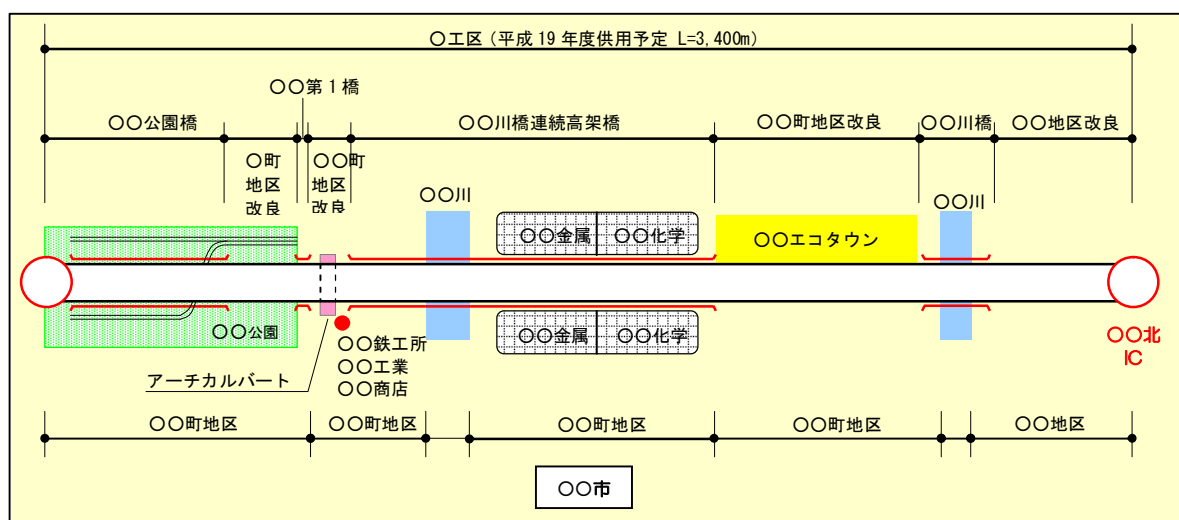 〇工区（平成19年度供用予定 L=3,400m）
〇〇第1橋
〇〇公園橋
〇〇川橋連続高架橋
〇〇町地区改良
〇〇川橋
〇〇地区改良
〇町
地区
改良
〇〇町
地区
改良
〇〇川
〇〇川
〇〇金属
〇〇化学
〇〇エコタウン
〇〇公園
〇〇金属
〇〇化学
〇〇北
IC
〇〇鉄工所
〇〇工業
〇〇商店
アーチカルバート
〇〇町地区
〇〇町地区
〇〇町地区
〇〇町地区
〇〇地区
〇〇市